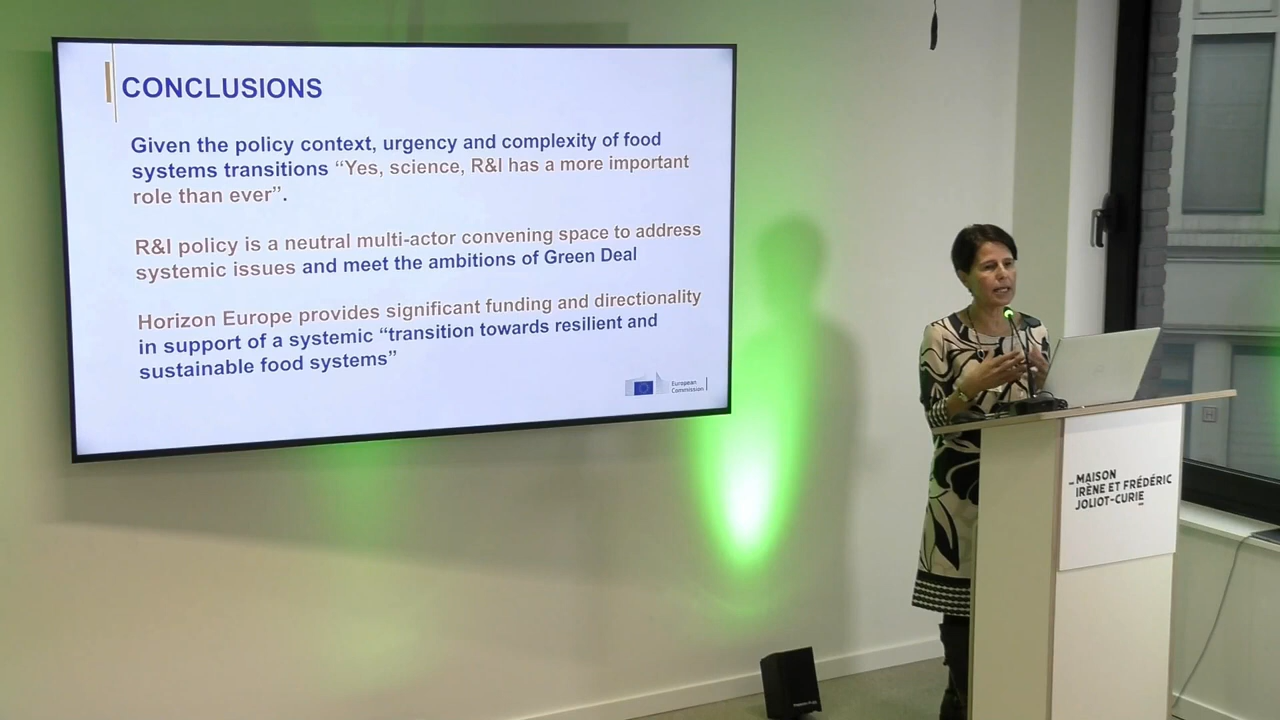 CONCLUSIONS
Given the policy context, urgency and complexity of food
systems transitions “Yes, science, R&I has a more important
role than ever”.
R&I policy is a neutral multi-actor convening space to address
systemic issues and meet the ambitions of Green Deal
Horizon Europe provides significant funding and directionality
in support of a systemic “transition towards resilient and
sustainable food systems”
European
Commission
MAISON
IRÈNE ET FRÉDÉRIC
JOLIOT-CURIE